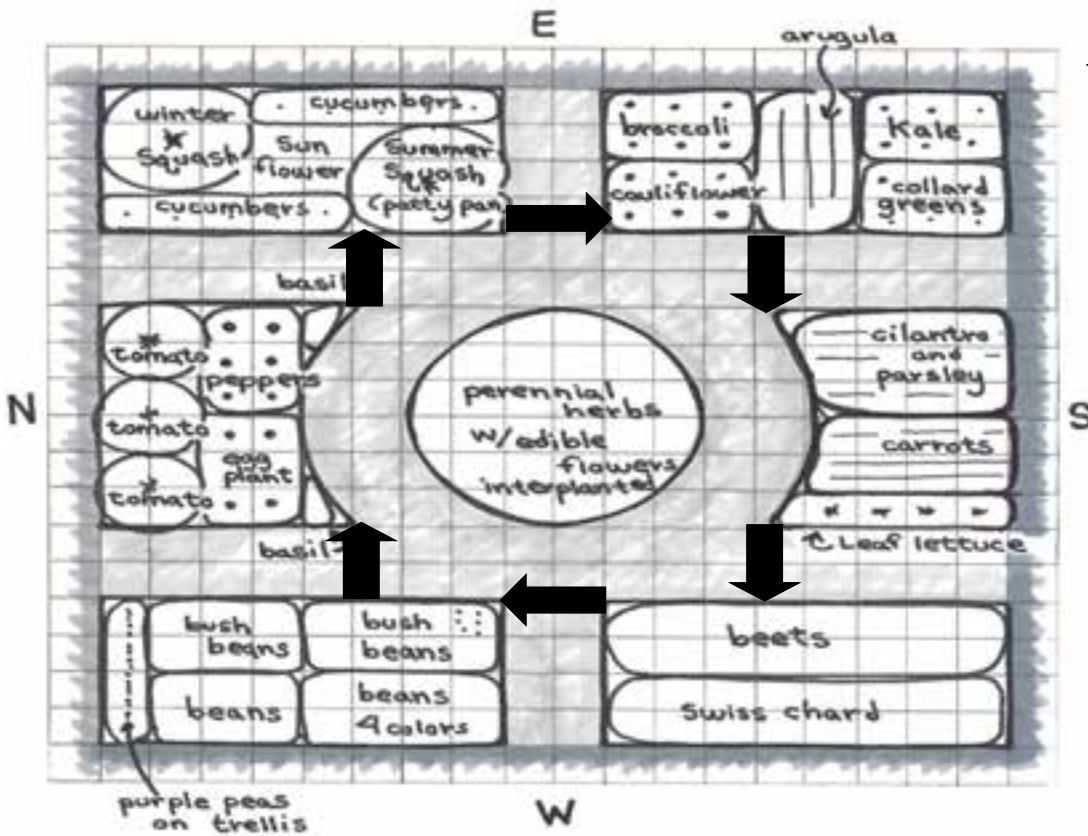 E
arugula
winter
squash
cucumbers
sun
flower
summer
squash
(patty pan
cucumbers
broccoli
cauliflower
Kale
collard
greens
basil
tomato
tomato
tomato
peppers
egg
plant
basil
N
perennial
herbs
w/edible
flowers
interplanted
cilantro
and
parsley
carrots
Leaf lettuce
S
bush
beans
bush
beans
beans
beans
4 colors
purple peas
on trellis
beets
Swiss chard
W